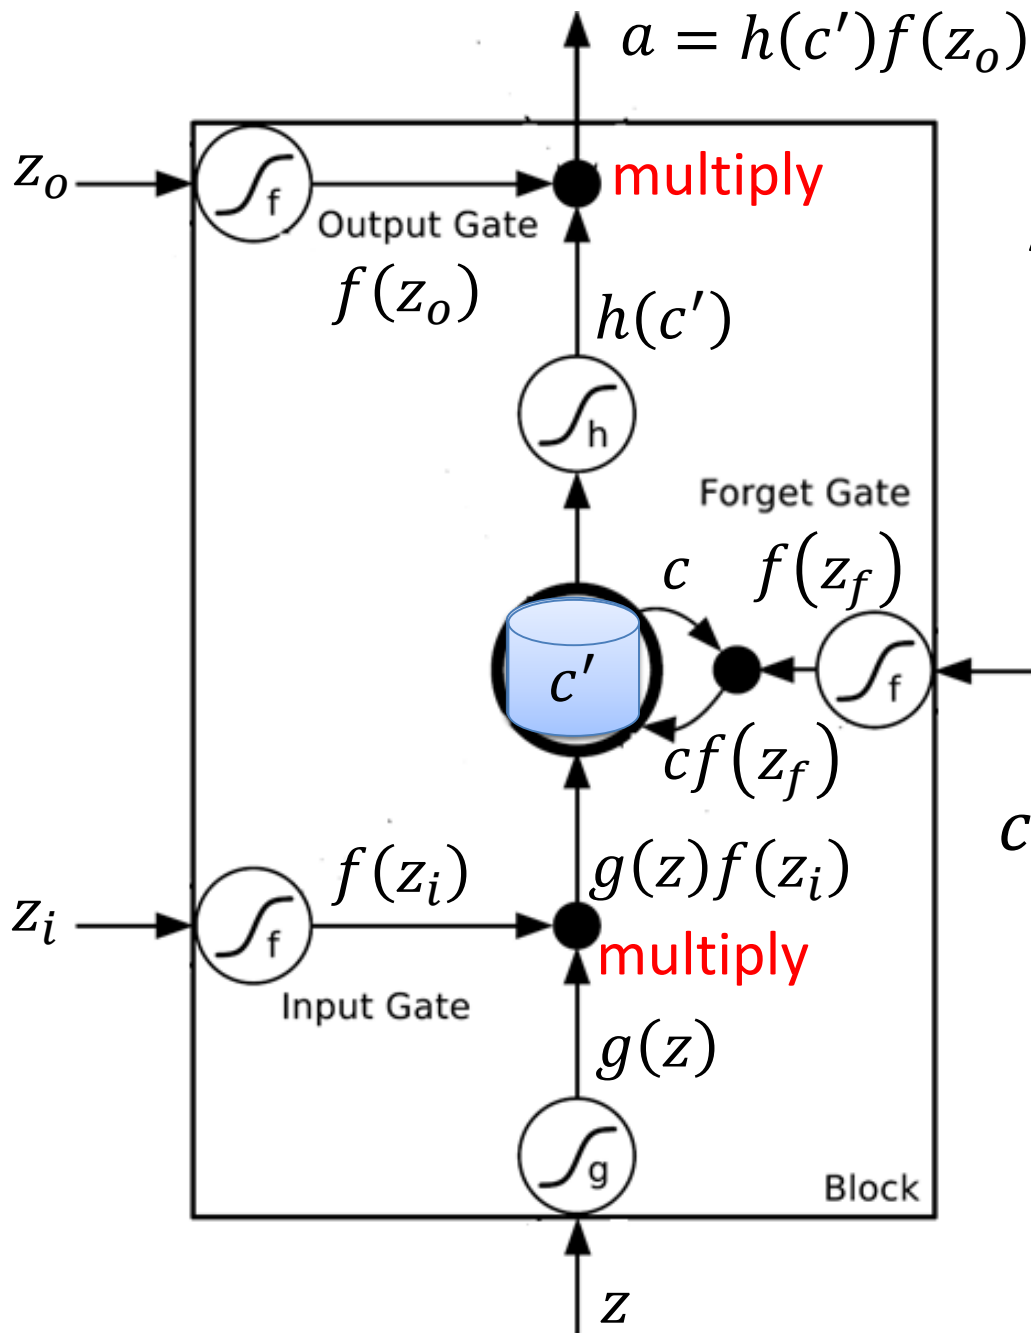 a = h(c′)f(z_o)
z_o
f
multiply
Output Gate
f(z_o)
h(c′)
h
Forget Gate
c
f(z_f)
c′
f
cf(z_f)
c
f(z_i)
g(z)f(z_i)
z_i
f
multiply
Input Gate
g(z)
g
Block
z